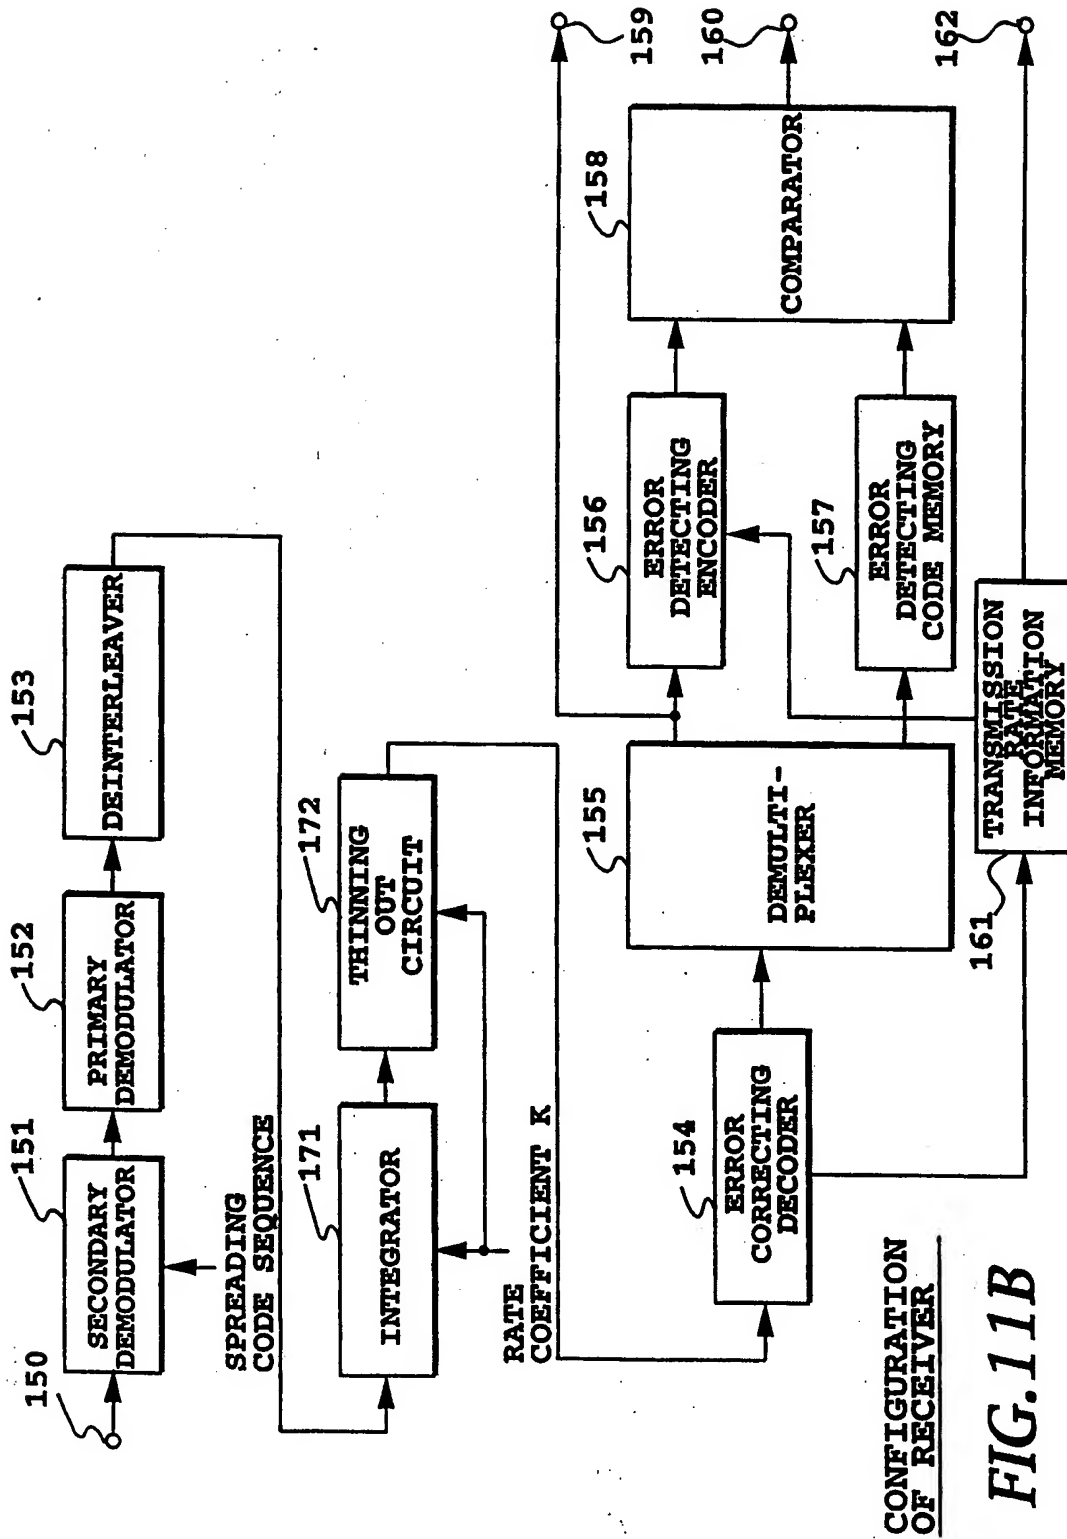 150
151
SECONDARY
DEMODULATOR
152
PRIMARY
DEMODULATOR
153
DEINTERLEAVER
SPREADING
CODE SEQUENCE
171
INTEGRATOR
172
THINNING
OUT
CIRCUIT
RATE
COEFFICIENT K
154
ERROR
CORRECTING
DECODER
155
DEMULTI-
PLEXER
156
ERROR
DETECTING
ENCODER
157
ERROR
DETECTING
CODE MEMORY
158
COMPARATOR
159
160
161
TRANSMISSION
RATE
INFORMATION
MEMORY
162
CONFIGURATION
OF RECEIVER
FIG.11B